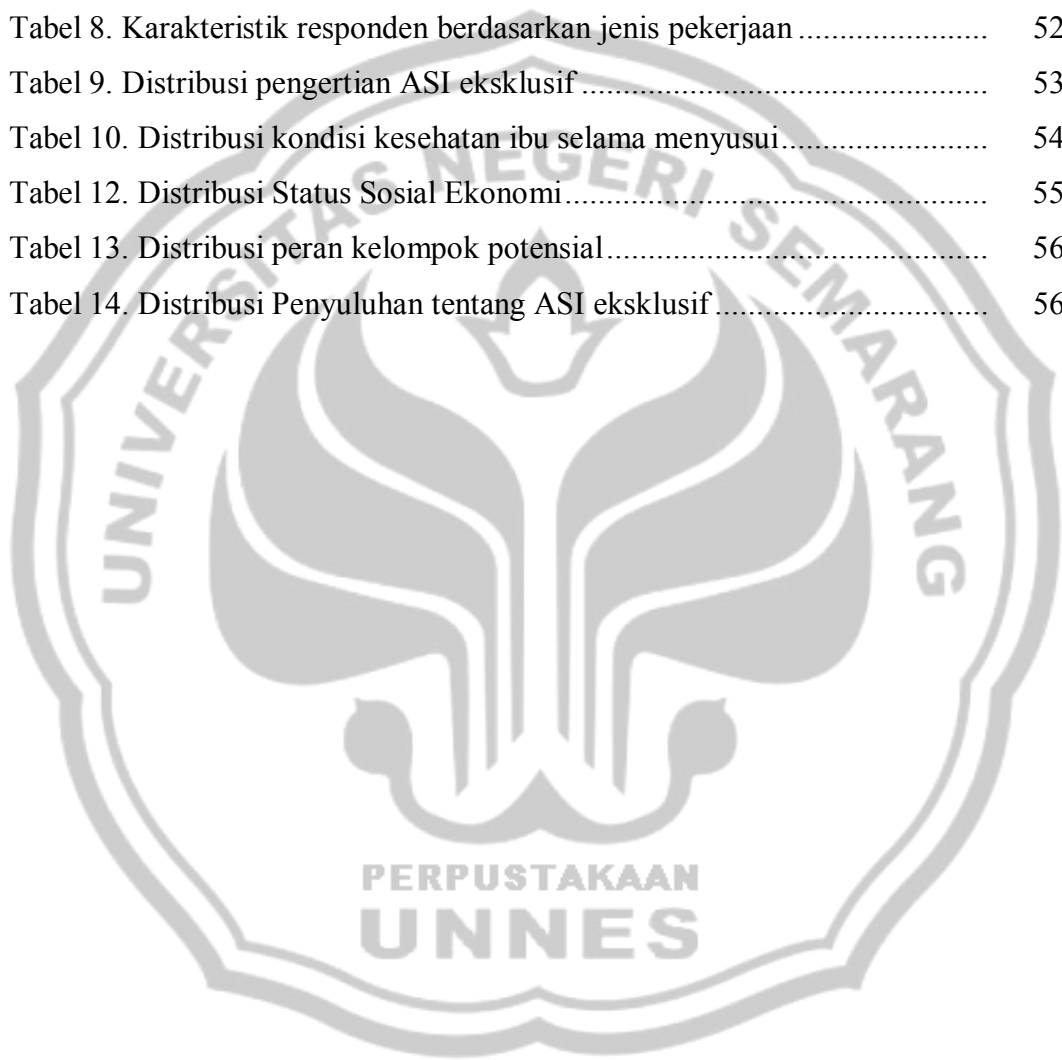 Tabel 8. Karakteristik responden berdasarkan jenis pekerjaan ........................ 52
Tabel 9. Distribusi pengertian ASI eksklusif .................................................... 53
Tabel 10. Distribusi kondisi kesehatan ibu selama menyusui.......................... 54
Tabel 12. Distribusi Status Sosial Ekonomi...................................................... 55
Tabel 13. Distribusi peran kelompok potensial................................................. 56
Tabel 14. Distribusi Penyuluhan tentang ASI eksklusif ................................... 56
UNIVERSITAS NEGERI SEMARANG
PERPUSTAKAAN
UNNES